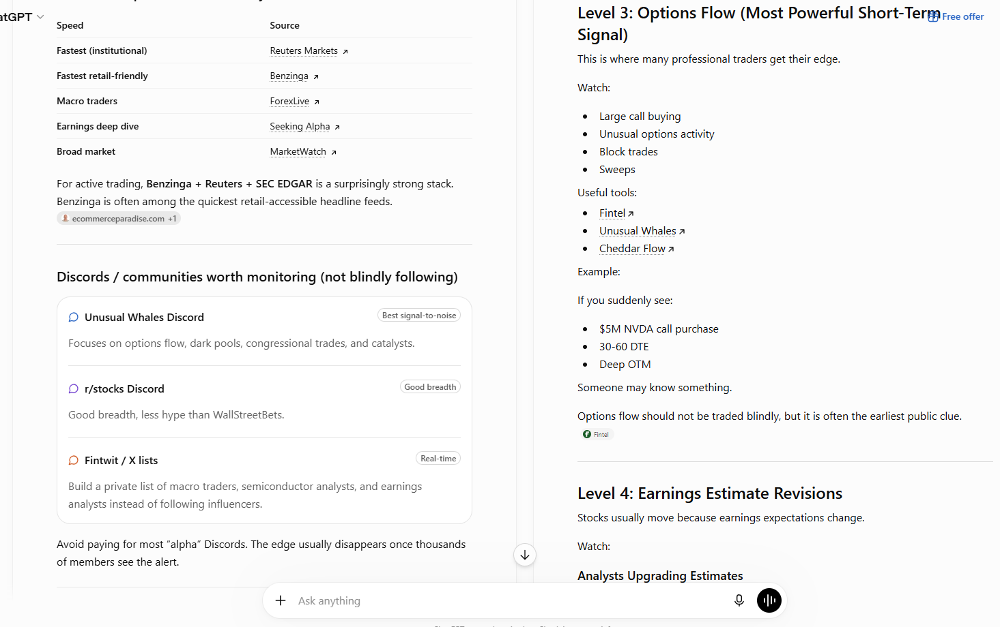 Speed Source
Fastest (institutional) Reuters Markets ↗
Fastest retail-friendly Benzinga ↗
Macro traders ForexLive ↗
Earnings deep dive Seeking Alpha ↗
Broad market MarketWatch ↗
For active trading, Benzinga + Reuters + SEC EDGAR is a surprisingly strong stack.
Benzinga is often among the quickest retail-accessible headline feeds.
ecommerceparadise.com +1
Discords / communities worth monitoring (not blindly following)
Unusual Whales Discord Best signal-to-noise
Focuses on options flow, dark pools, congressional trades, and catalysts.
r/stocks Discord Good breadth
Good breadth, less hype than WallStreetBets.
Fintwit / X lists Real-time
Build a private list of macro traders, semiconductor analysts, and earnings
analysts instead of following influencers.
Avoid paying for most “alpha” Discords. The edge usually disappears once thousands
of members see the alert.
Level 3: Options Flow (Most Powerful Short-Term
Signal)
Free offer
This is where many professional traders get their edge.
Watch:
• Large call buying
• Unusual options activity
• Block trades
• Sweeps
Useful tools:
• Fintel ↗
• Unusual Whales ↗
• Cheddar Flow ↗
Example:
If you suddenly see:
• $5M NVDA call purchase
• 30-60 DTE
• Deep OTM
Someone may know something.
Options flow should not be traded blindly, but it is often the earliest public clue.
Fintel
Level 4: Earnings Estimate Revisions
Stocks usually move because earnings expectations change.
Watch:
Analysts Upgrading Estimates
Ask anything